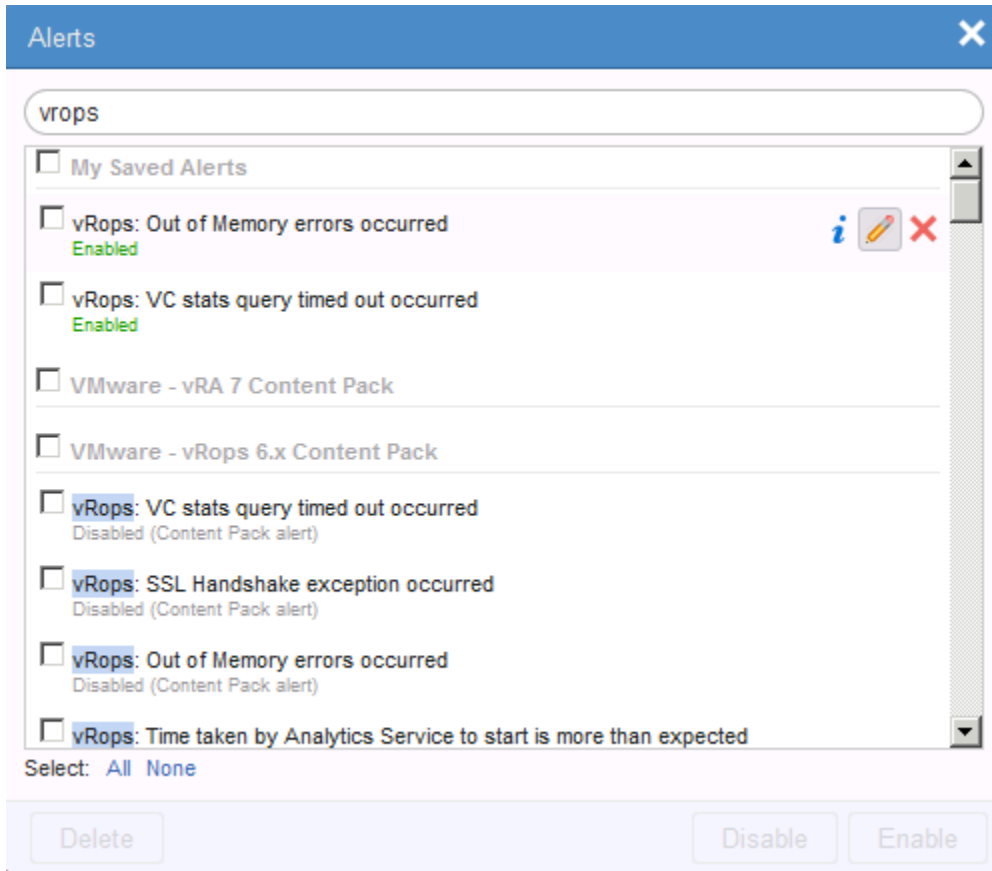 Alerts
vrops
My Saved Alerts
vRops: Out of Memory errors occurred
Enabled
vRops: VC stats query timed out occurred
Enabled
VMware - vRA 7 Content Pack
VMware - vRops 6.x Content Pack
vRops: VC stats query timed out occurred
Disabled (Content Pack alert)
vRops: SSL Handshake exception occurred
Disabled (Content Pack alert)
vRops: Out of Memory errors occurred
Disabled (Content Pack alert)
vRops: Time taken by Analytics Service to start is more than expected
Select: All None
Delete Disable Enable